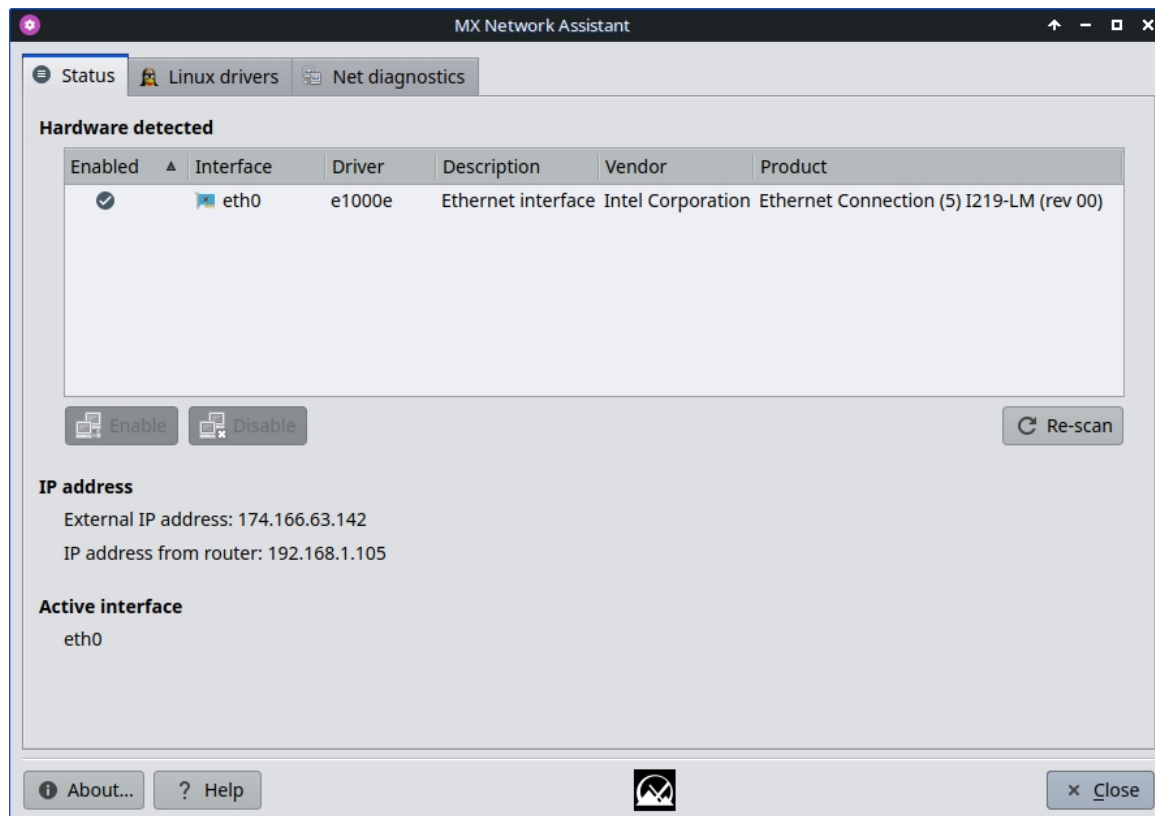 MX Network Assistant
Status Linux drivers Net diagnostics
Hardware detected
Enabled Interface Driver Description Vendor Product
eth0 e1000e Ethernet interface Intel Corporation Ethernet Connection (5) I219-LM (rev 00)
Enable Disable Re-scan
IP address
External IP address: 174.166.63.142
IP address from router: 192.168.1.105
Active interface
eth0
About... Help Close